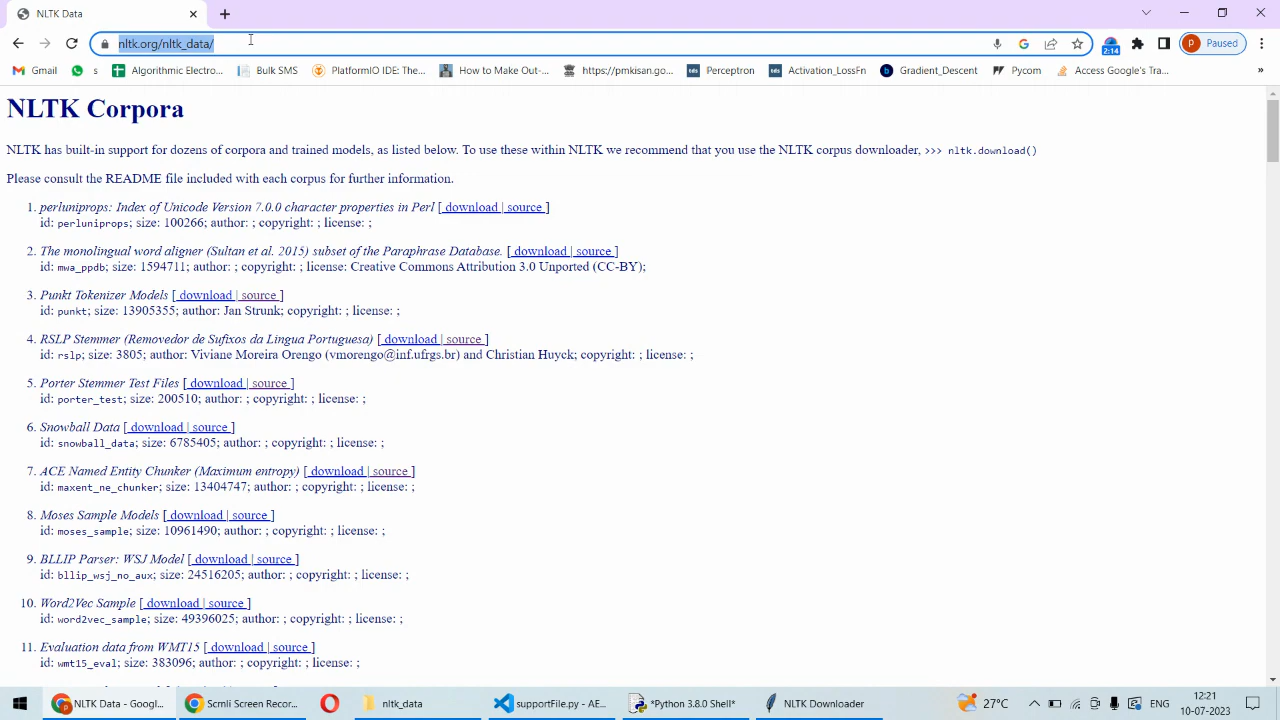 NLTK Data
nltk.org/nltk_data/
2:14
P Paused
Gmail s Algorithmic Electro... Bulk SMS PlatformIO IDE: The... How to Make Out-... https://pmkisan.go... tds Perceptron tds Activation_LossFn b Gradient_Descent Pycom Access Google's Tra... »
NLTK Corpora
NLTK has built-in support for dozens of corpora and trained models, as listed below. To use these within NLTK we recommend that you use the NLTK corpus downloader, >>> nltk.download()
Please consult the README file included with each corpus for further information.
1. perluniprops: Index of Unicode Version 7.0.0 character properties in Perl [ download | source ]
id: perluniprops; size: 100266; author: ; copyright: ; license: ;
2. The monolingual word aligner (Sultan et al. 2015) subset of the Paraphrase Database. [ download | source ]
id: mwa_ppdb; size: 1594711; author: ; copyright: ; license: Creative Commons Attribution 3.0 Unported (CC-BY);
3. Punkt Tokenizer Models [ download | source ]
id: punkt; size: 13905355; author: Jan Strunk; copyright: ; license: ;
4. RSLP Stemmer (Removedor de Sufixos da Lingua Portuguesa) [ download | source ]
id: rslp; size: 3805; author: Viviane Moreira Orengo (vmorengo@inf.ufrgs.br) and Christian Huyck; copyright: ; license: ;
5. Porter Stemmer Test Files [ download | source ]
id: porter_test; size: 200510; author: ; copyright: ; license: ;
6. Snowball Data [ download | source ]
id: snowball_data; size: 6785405; author: ; copyright: ; license: ;
7. ACE Named Entity Chunker (Maximum entropy) [ download | source ]
id: maxent_ne_chunker; size: 13404747; author: ; copyright: ; license: ;
8. Moses Sample Models [ download | source ]
id: moses_sample; size: 10961490; author: ; copyright: ; license: ;
9. BLLIP Parser: WSJ Model [ download | source ]
id: bllip_wsj_no_aux; size: 24516205; author: ; copyright: ; license: ;
10. Word2Vec Sample [ download | source ]
id: word2vec_sample; size: 49396025; author: ; copyright: ; license: ;
11. Evaluation data from WMT15 [ download | source ]
id: wmt15_eval; size: 383096; author: ; copyright: ; license: ;
NLTK Data - Googl... Scrnli Screen Recor... nltk_data supportFile.py - AE... *Python 3.8.0 Shell* NLTK Downloader 27°C ENG 12:21
10-07-2023